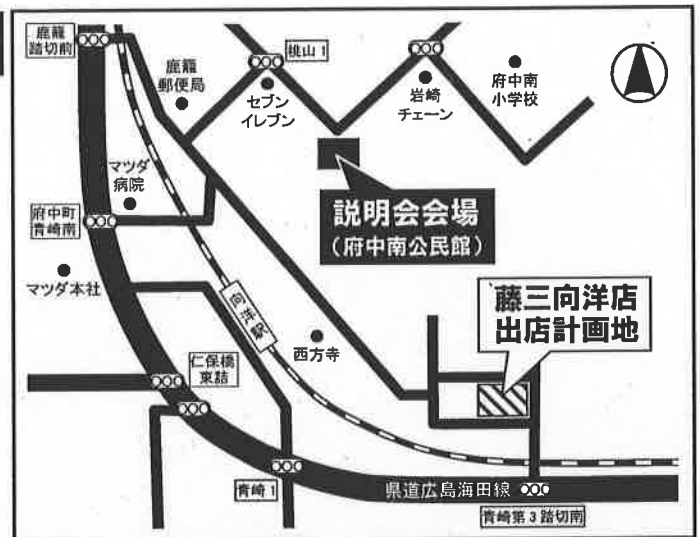 鹿籠
踏切前
桃山1
鹿籠
郵便局
セブン
イレブン
岩崎
チェーン
府中南
小学校
マツダ
病院
説明会会場
(府中南公民館)
府中町
青崎南
マツダ本社
向洋駅
藤三向洋店
出店計画地
西方寺
仁保橋
東詰
青崎1
県道広島海田線
青崎第3踏切南